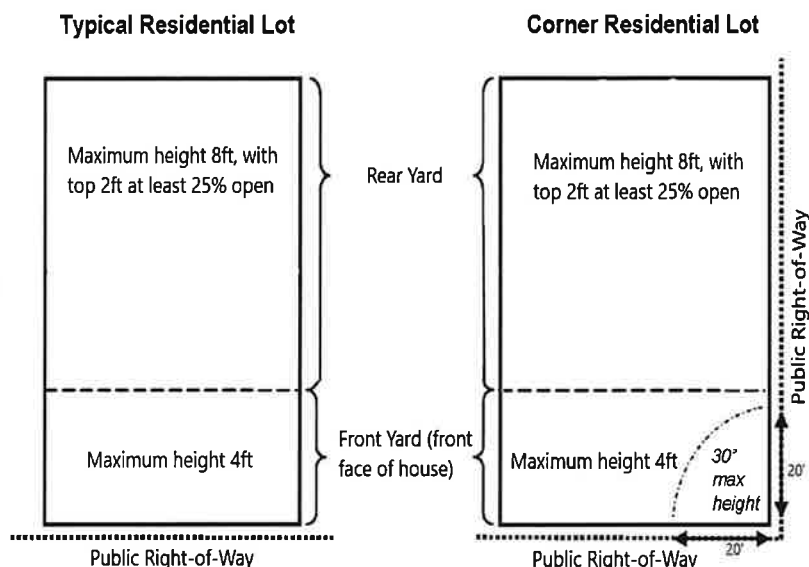 Typical Residential Lot
Maximum height 8ft, with
top 2ft at least 25% open
Rear Yard
Maximum height 4ft
Front Yard (front
face of house)
Public Right-of-Way
Corner Residential Lot
Maximum height 8ft, with
top 2ft at least 25% open
Public Right-of-Way
Maximum height 4ft
30"
max
height
20'
20'
Public Right-of-Way